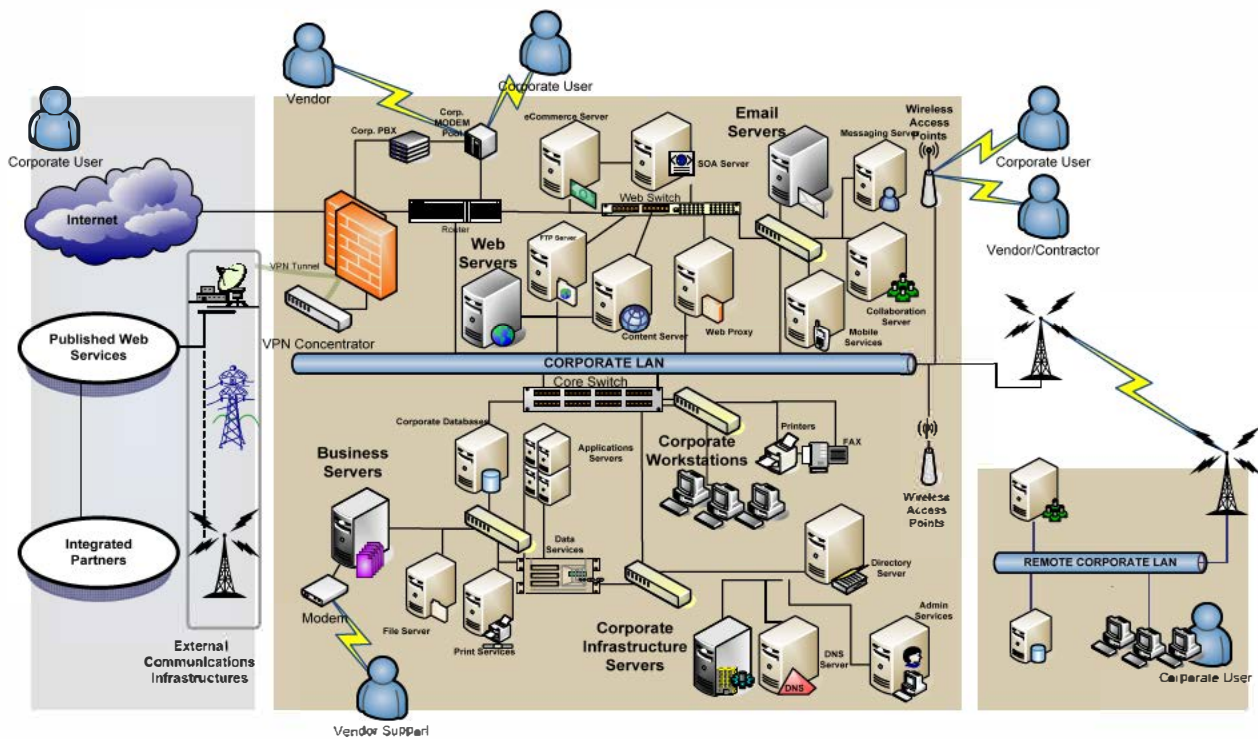 Vendor
Corporate User
Corporate User
Corp. PBX
Corp.
MODEM
Pool
eCommerce Server
SOA Server
Email
Servers
Messaging Server
Wireless
Access
Points
Corporate User
Vendor/Contractor
Internet
Router
Web Switch
VPN Tunnel
Web
Servers
FTP Server
Content Server
Web Proxy
Mobile
Services
Collaboration
Server
VPN Concentrator
Published Web
Services
CORPORATE LAN
Core Switch
Corporate Databases
Applications
Servers
Printers
FAX
Business
Servers
Corporate
Workstations
Wireless
Access
Points
Integrated
Partners
Data
Services
Directory
Server
REMOTE CORPORATE LAN
Modem
File Server
Print Services
Corporate
Infrastructure
Servers
DNS
Server
DNS
Admin
Services
External
Communications
Infrastructures
Corporate User
Vendor Support